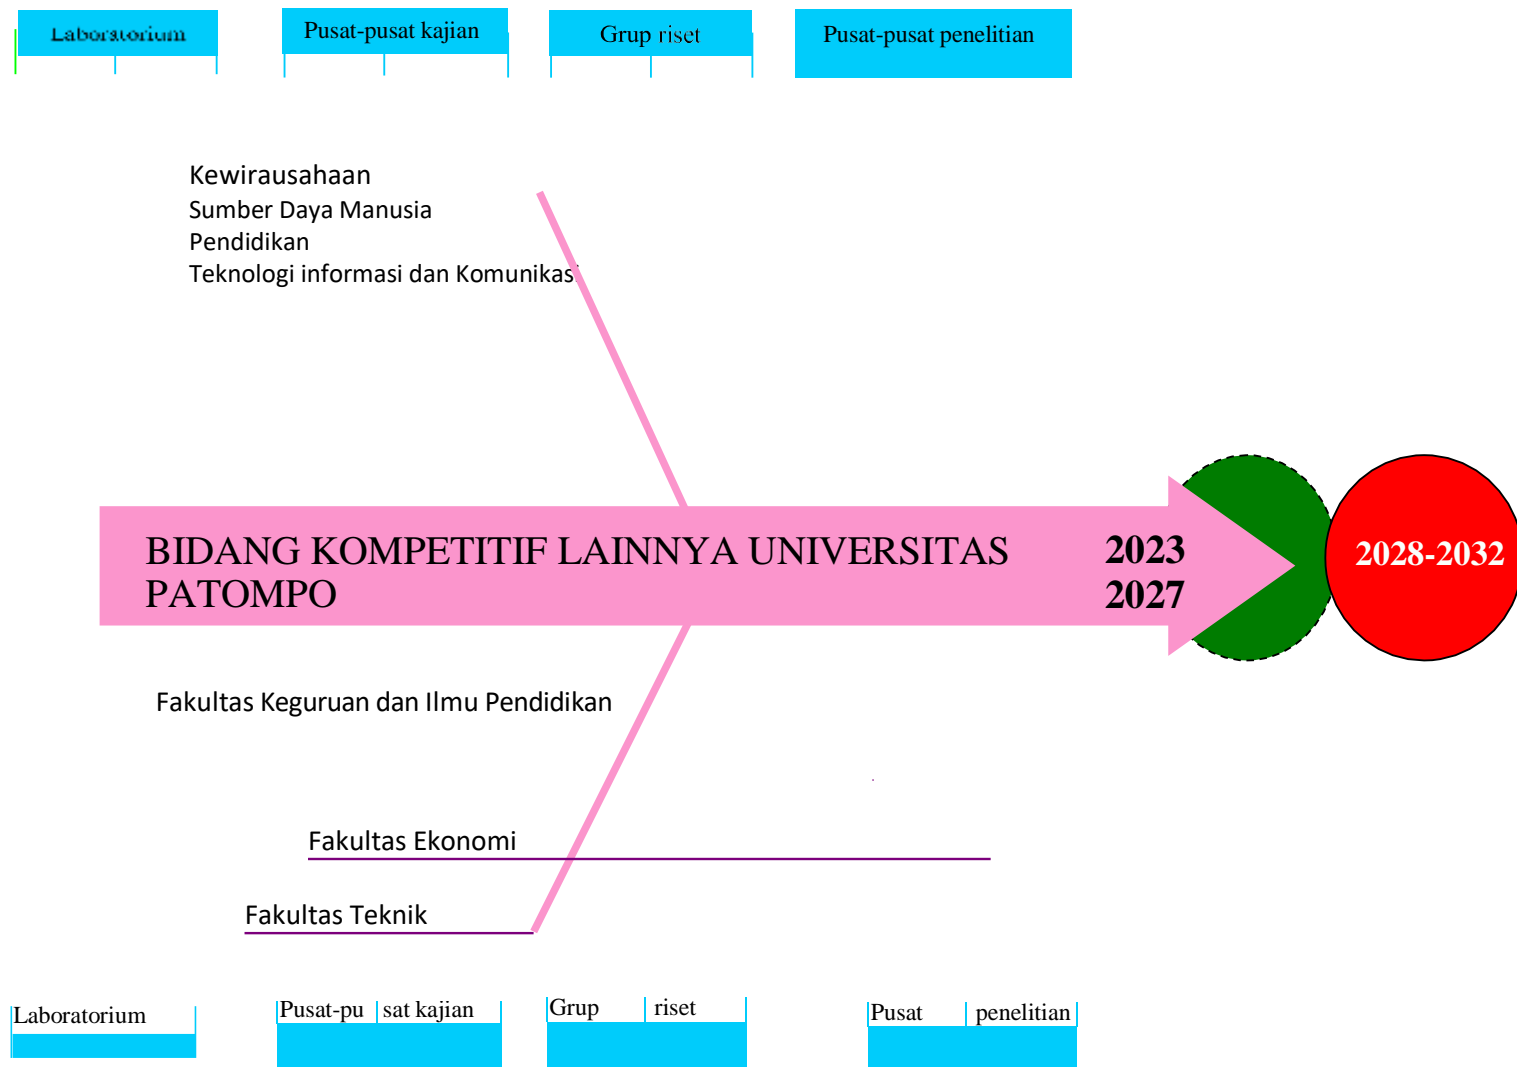 Laboratorium
Pusat-pusat kajian
Grup riset
Pusat-pusat penelitian
Kewirausahaan
Sumber Daya Manusia
Pendidikan
Teknologi informasi dan Komunikasi
BIDANG KOMPETITIF LAINNYA UNIVERSITAS
PATOMPO
2023
2027
2028-2032
Fakultas Keguruan dan Ilmu Pendidikan
Fakultas Ekonomi
Fakultas Teknik
Laboratorium
Pusat-pu sat kajian
Grup riset
Pusat penelitian